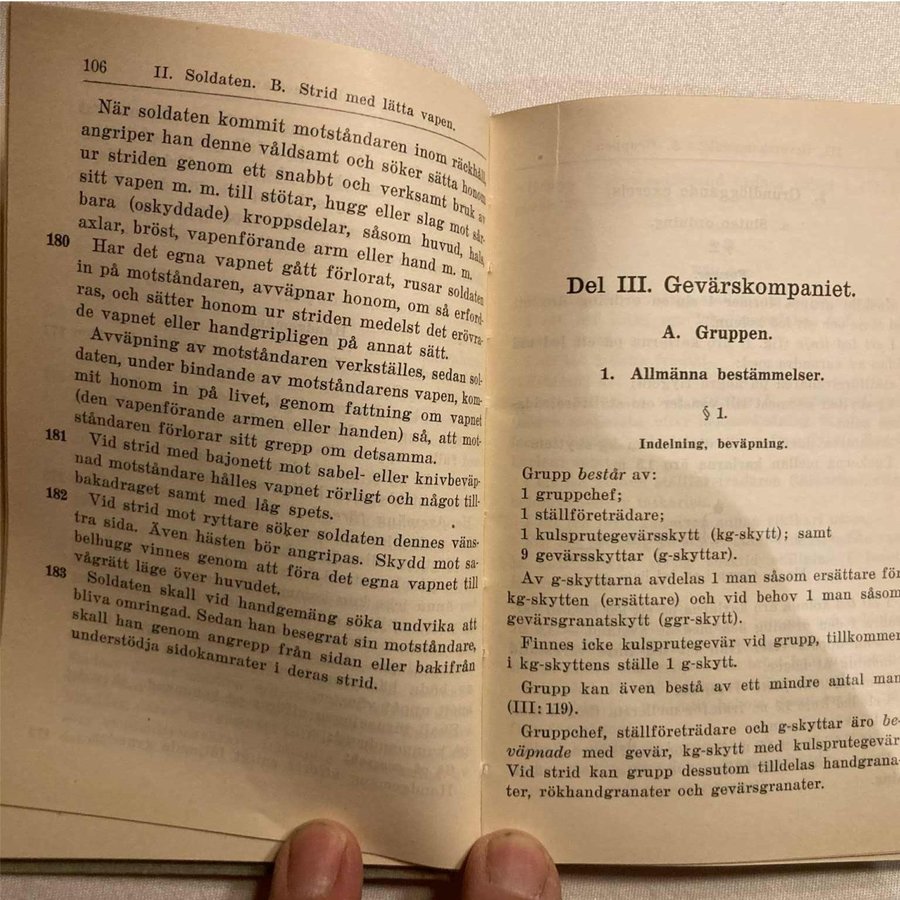 106 II. Soldaten. B. Strid med lätta vapen.
När soldaten kommit motståndaren inom räckhåll
angriper han denne våldsamt och söker sätta honom
ur striden genom ett snabbt och verksamt bruk av
sitt vapen m. m. till stötar, hugg eller slag mot sår-
bara (oskyddade) kroppsdelar, såsom huvud, hals
axlar, bröst, vapenförande arm eller hand m. m.
180 Har det egna vapnet gått förlorat, rusar soldaten
in på motståndaren, avväpnar honom, om så erford-
ras, och sätter honom ur striden medelst det erövra-
de vapnet eller handgripligen på annat sätt.
Avväpning av motståndaren verkställes, sedan sol-
daten, under bindande av motståndarens vapen, kom-
mit honom in på livet, genom fattning om vapnet
(den vapenförande armen eller handen) så, att mot-
ståndaren förlorar sitt grepp om detsamma.
181 Vid strid med bajonett mot sabel- eller knivbeväp-
nad motståndare hålles vapnet rörligt och något till-
bakadraget samt med låg spets.
182 Vid strid mot ryttare söker soldaten dennes väns-
tra sida. Även hästen bör angripas. Skydd mot sa-
belhugg vinnes genom att föra det egna vapnet till
vågrätt läge över huvudet.
183 Soldaten skall vid handgemäng söka undvika att
bliva omringad. Sedan han besegrat sin motståndare,
skall han genom angrepp från sidan eller bakifrån
understödja sidokamrater i deras strid.
Del III. Gevärskompaniet.
A. Gruppen.
1. Allmänna bestämmelser.
§ 1.
Indelning, beväpning.
Grupp består av:
1 gruppchef;
1 ställföreträdare;
1 kulsprutegevärsskytt (kg-skytt); samt
9 gevärsskyttar (g-skyttar).
Av g-skyttarna avdelas 1 man såsom ersättare för
kg-skytten (ersättare) och vid behov 1 man såsom
gevärsgranatskytt (ggr-skytt).
Finnes icke kulsprutegevär vid grupp, tillkommer
i kg-skyttens ställe 1 g-skytt.
Grupp kan även bestå av ett mindre antal man
(III: 119).
Gruppchef, ställföreträdare och g-skyttar äro be-
väpnade med gevär, kg-skytt med kulsprutegevär
Vid strid kan grupp dessutom tilldelas handgrana-
ter, rökhandgranater och gevärsgranater.